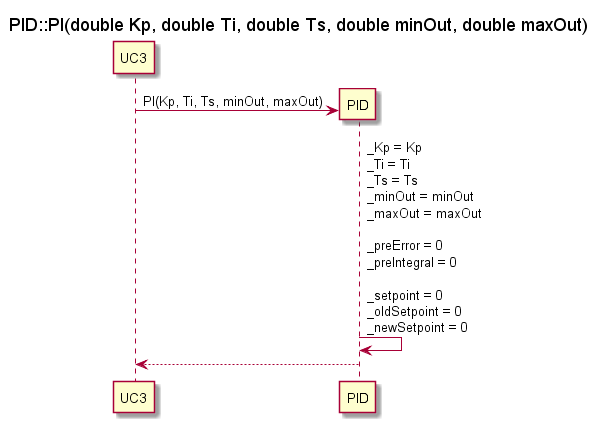 PID::PI(double Kp, double Ti, double Ts, double minOut, double maxOut)
UC3
PI(Kp, Ti, Ts, minOut, maxOut)
PID
_Kp = Kp
_Ti = Ti
_Ts = Ts
_minOut = minOut
_maxOut = maxOut
_preError = 0
_preIntegral = 0
_setpoint = 0
_oldSetpoint = 0
_newSetpoint = 0
UC3
PID